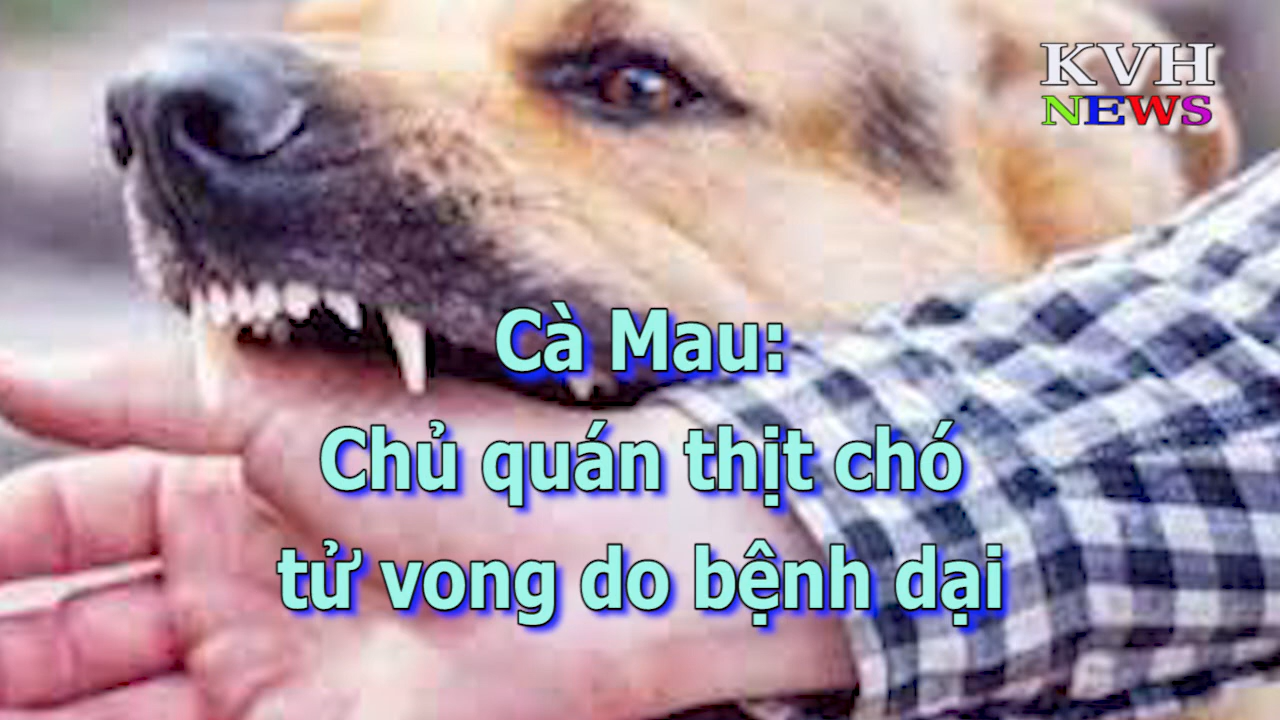 KVH
NEWS
Cà Mau:
Chủ quán thịt chó
tử vong do bệnh dại